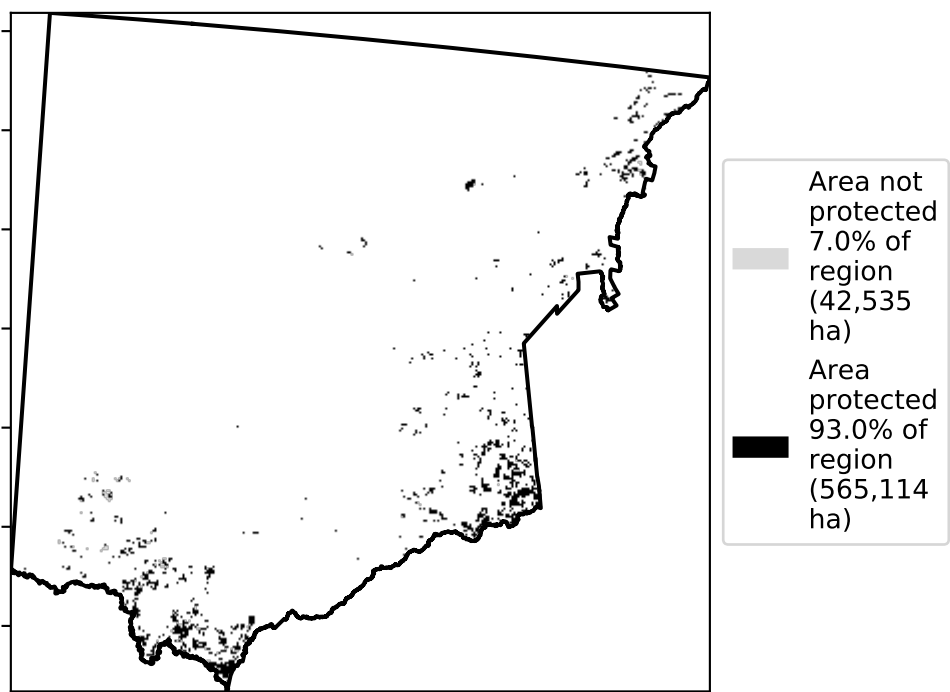 Area not
protected
7.0% of
region
(42,535
ha)
Area
protected
93.0% of
region
(565,114
ha)